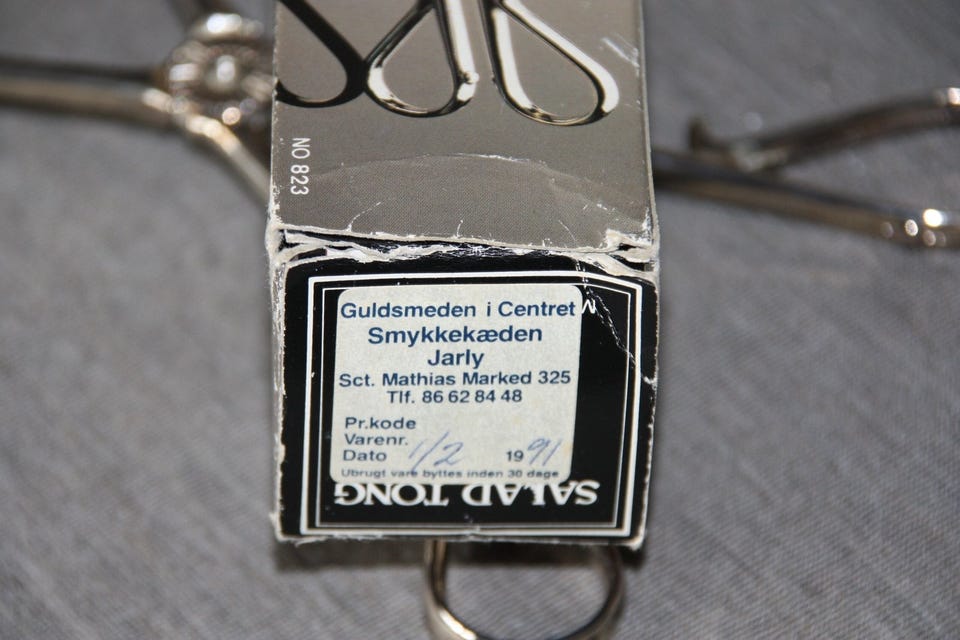 NO 823
Guldsmeden i Centret
Smykkekæden
Jarly
Sct. Mathias Marked 325
Tlf. 86 62 84 48
Pr.kode
Varenr.
Dato 1/2 1991
Ubrugt vare byttes inden 30 dage
SALAD TONG